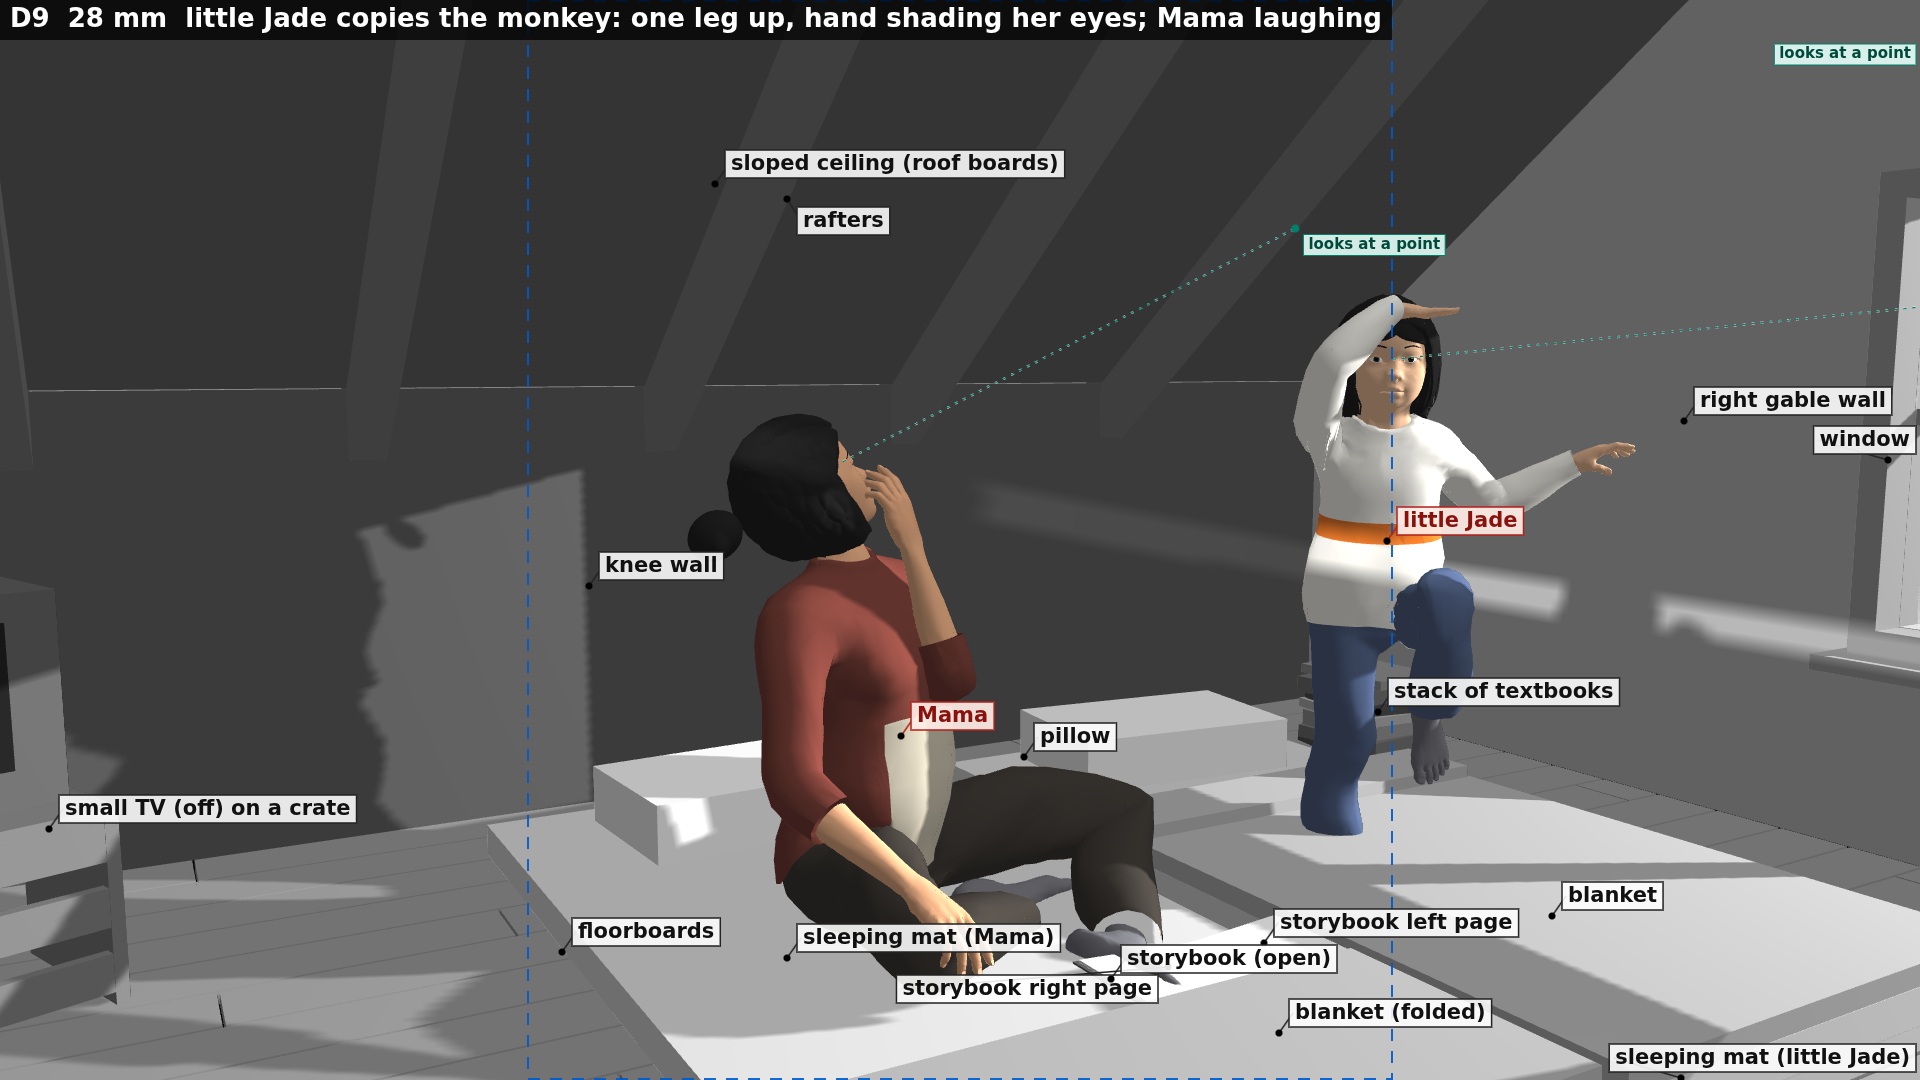 D9  28 mm  little Jade copies the monkey: one leg up, hand shading her eyes; Mama laughing
looks at a point
sloped ceiling (roof boards)
rafters
looks at a point
right gable wall
window
little Jade
knee wall
stack of textbooks
Mama
pillow
small TV (off) on a crate
blanket
storybook left page
floorboards
sleeping mat (Mama)
storybook (open)
storybook right page
blanket (folded)
sleeping mat (little Jade)